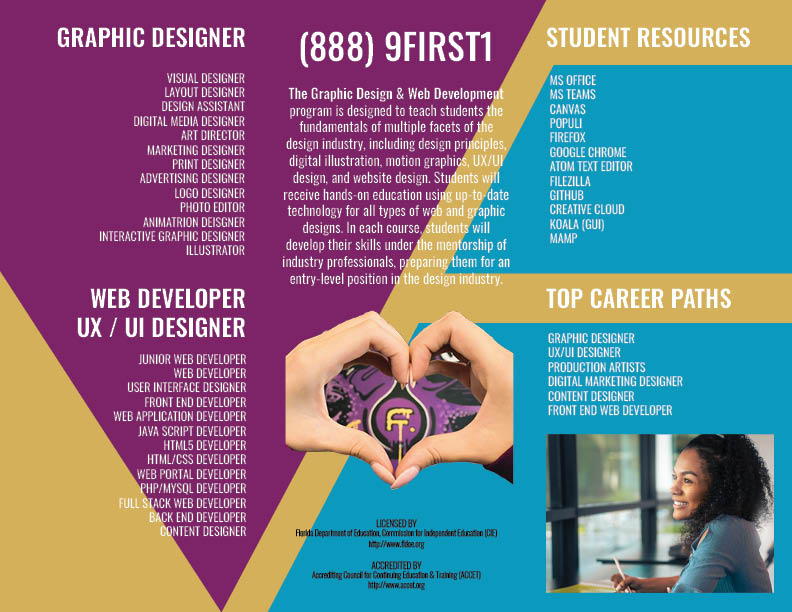 GRAPHIC DESIGNER
VISUAL DESIGNER
LAYOUT DESIGNER
DESIGN ASSISTANT
DIGITAL MEDIA DESIGNER
ART DIRECTOR
MARKETING DESIGNER
PRINT DESIGNER
ADVERTISING DESIGNER
LOGO DESIGNER
PHOTO EDITOR
ANIMATRION DEISGNER
INTERACTIVE GRAPHIC DESIGNER
ILLUSTRATOR
WEB DEVELOPER
UX / UI DESIGNER
JUNIOR WEB DEVELOPER
WEB DEVELOPER
USER INTERFACE DESIGNER
FRONT END DEVELOPER
WEB APPLICATION DEVELOPER
JAVA SCRIPT DEVELOPER
HTML5 DEVELOPER
HTML/CSS DEVELOPER
WEB PORTAL DEVELOPER
PHP/MYSQL DEVELOPER
FULL STACK WEB DEVELOPER
BACK END DEVELOPER
CONTENT DESIGNER
(888) 9FIRST1
The Graphic Design & Web Development
program is designed to teach students the
fundamentals of multiple facets of the
design industry, including design principles,
digital illustration, motion graphics, UX/UI
design, and website design. Students will
receive hands-on education using up-to-date
technology for all types of web and graphic
designs. In each course, students will
develop their skills under the mentorship of
industry professionals, preparing them for an
entry-level position in the design industry.
FT.
LICENSED BY
Florida Department of Education, Commission for Independent Education (CIE)
http://www.fldoe.org
ACCREDITED BY
Accrediting Council for Continuing Education & Training (ACCET)
http://www.accet.org
STUDENT RESOURCES
MS OFFICE
MS TEAMS
CANVAS
POPULI
FIREFOX
GOOGLE CHROME
ATOM TEXT EDITOR
FILEZILLA
GITHUB
CREATIVE CLOUD
KOALA (GUI)
MAMP
TOP CAREER PATHS
GRAPHIC DESIGNER
UX/UI DESIGNER
PRODUCTION ARTISTS
DIGITAL MARKETING DESIGNER
CONTENT DESIGNER
FRONT END WEB DEVELOPER